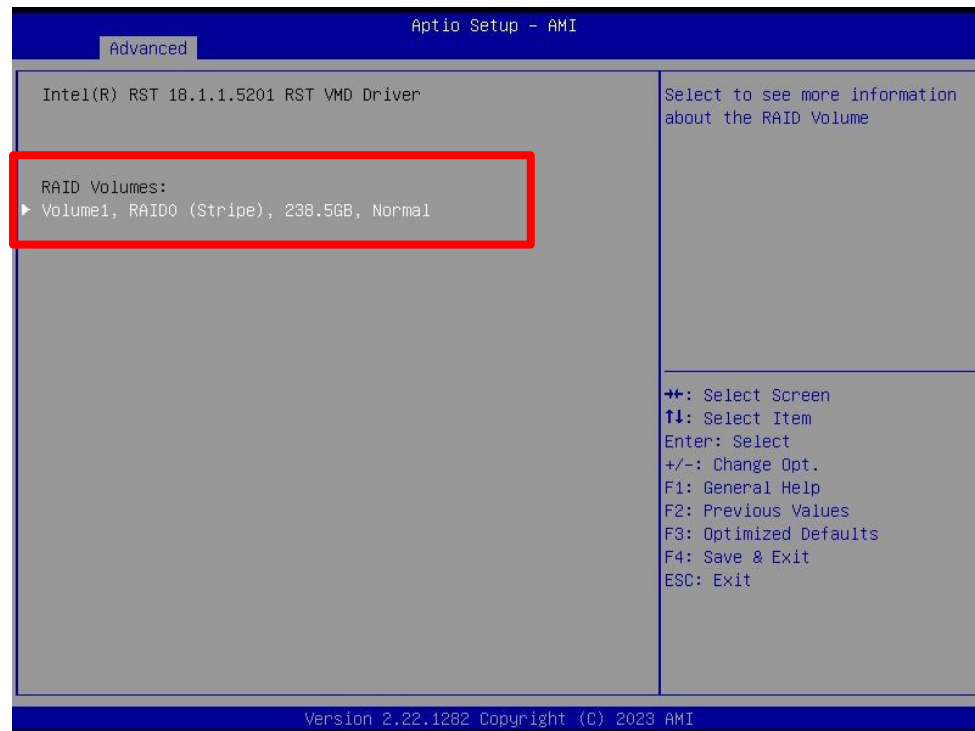 Aptio Setup – AMI
Advanced
Intel(R) RST 18.1.1.5201 RST VMD Driver
RAID Volumes:
▶ Volume1, RAID0 (Stripe), 238.5GB, Normal
Select to see more information
about the RAID Volume
→←: Select Screen
↑↓: Select Item
Enter: Select
+/-: Change Opt.
F1: General Help
F2: Previous Values
F3: Optimized Defaults
F4: Save & Exit
ESC: Exit
Version 2.22.1282 Copyright (C) 2023 AMI